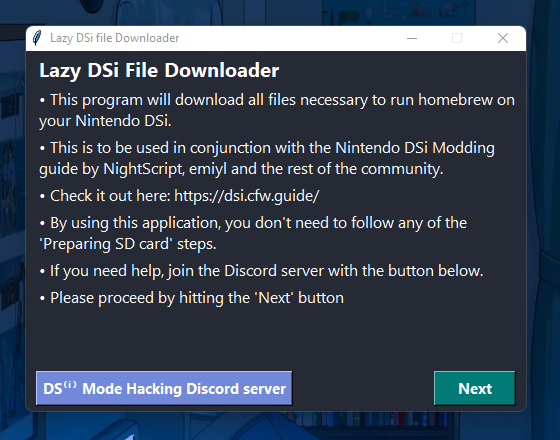 Lazy DSi file Downloader
Lazy DSi File Downloader
• This program will download all files necessary to run homebrew on
your Nintendo DSi.
• This is to be used in conjunction with the Nintendo DSi Modding
guide by NightScript, emiyl and the rest of the community.
• Check it out here: https://dsi.cfw.guide/
• By using this application, you don't need to follow any of the
'Preparing SD card' steps.
• If you need help, join the Discord server with the button below.
• Please proceed by hitting the 'Next' button
DS⁽ⁱ⁾ Mode Hacking Discord server
Next